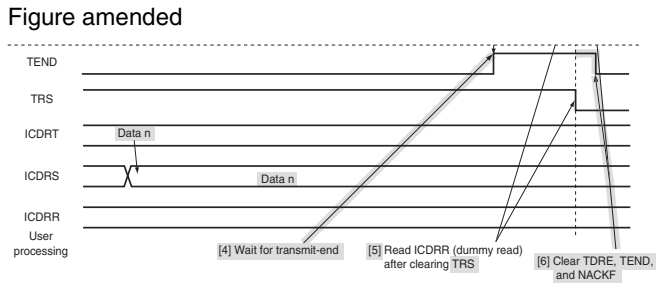 Figure amended
TEND
TRS
ICDRT
Data n
ICDRS
Data n
ICDRR
User
processing
[4] Wait for transmit-end
[5] Read ICDRR (dummy read)
after clearing TRS
[6] Clear TDRE, TEND,
and NACKF